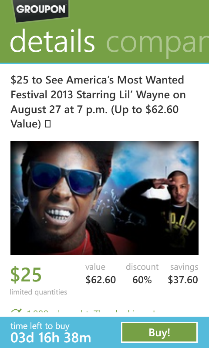 GROUPON
details compar
$25 to See America's Most Wanted
Festival 2013 Starring Lil' Wayne on
August 27 at 7 p.m. (Up to $62.60
Value) 
$25 value discount savings
limited quantities $62.60 60% $37.60
time left to buy
03d 16h 38m
Buy!